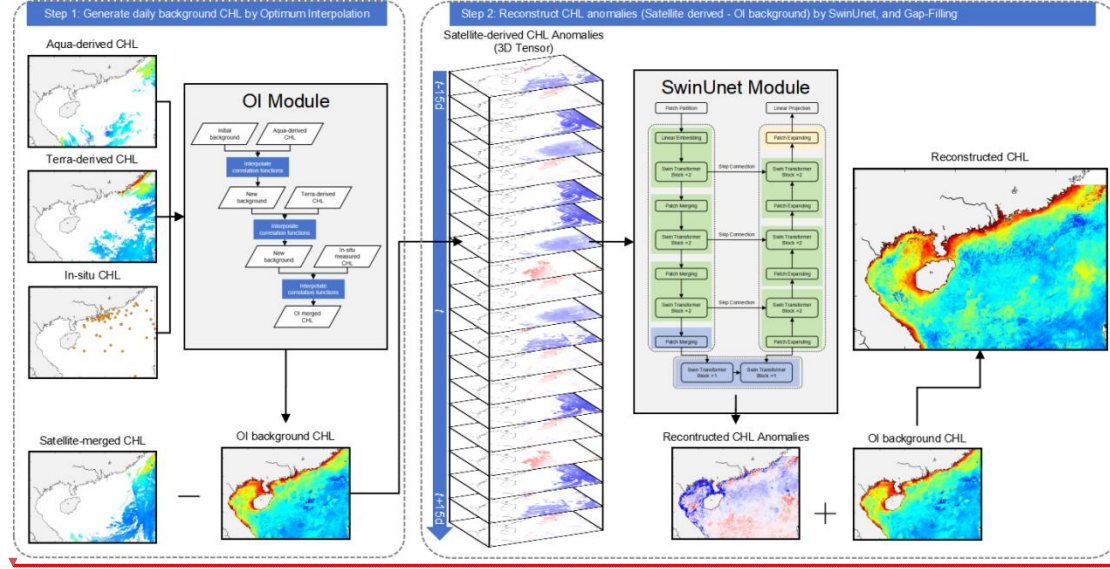 Step 1: Generate daily background CHL by Optimum Interpolation
Aqua-derived CHL
Terra-derived CHL
In-situ CHL
OI Module
Initial
background
Aqua-derived
CHL
Interpolate
correlation functions
New
background
Terra-derived
CHL
Interpolate
correlation functions
New
background
In-situ
measured
CHL
Interpolate
correlation functions
OI merged
CHL
Satellite-merged CHL
OI background CHL
Step 2: Reconstruct CHL anomalies (Satellite derived - OI background) by SwinUnet, and Gap-Filling
Satellite-derived CHL Anomalies
(3D Tensor)
t-15d
t
t+15d
SwinUnet Module
Patch Partition
Linear Embedding
Swin Transformer
Block ×2
Patch Merging
Swin Transformer
Block ×2
Patch Merging
Swin Transformer
Block ×2
Patch Merging
Swin Transformer
Block ×1
Swin Transformer
Block ×1
Skip Connection
Skip Connection
Skip Connection
Linear Projection
Patch Expanding
Swin Transformer
Block ×2
Patch Expanding
Swin Transformer
Block ×2
Patch Expanding
Swin Transformer
Block ×2
Patch Expanding
Recontructed CHL Anomalies
OI background CHL
Reconstructed CHL